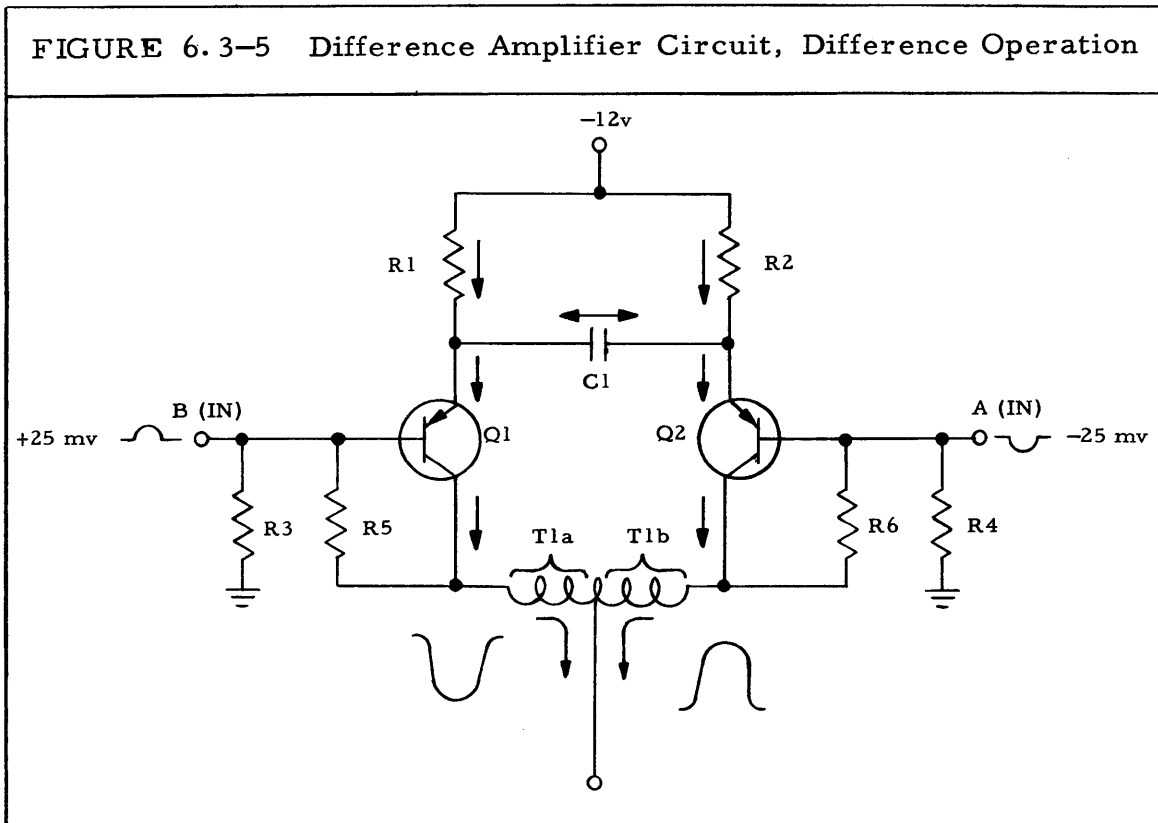 FIGURE 6.3-5 Difference Amplifier Circuit, Difference Operation
-12v
R1
R2
C1
B (IN)
A (IN)
+25 mv
Q1
Q2
-25 mv
R3
R5
T1a
T1b
R6
R4